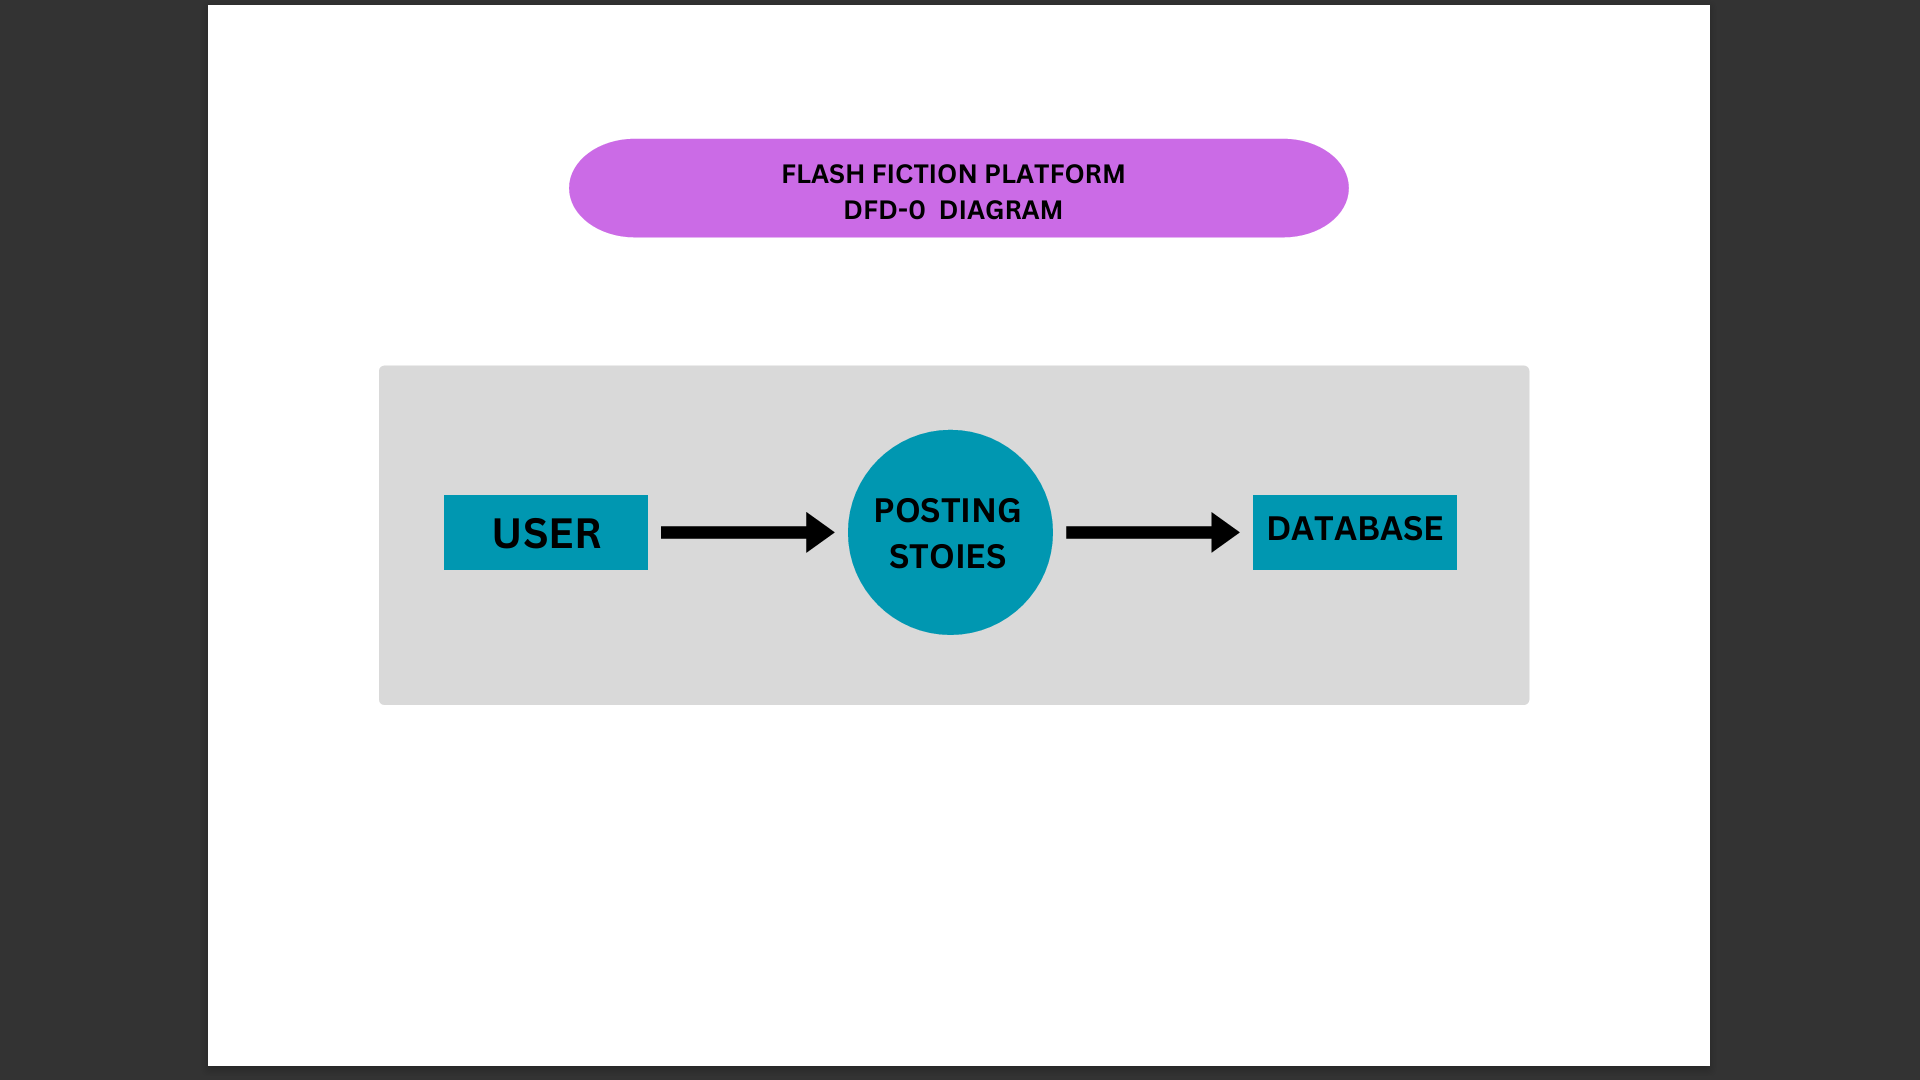 FLASH FICTION PLATFORM
DFD-0  DIAGRAM
USER
POSTING
STOIES
DATABASE